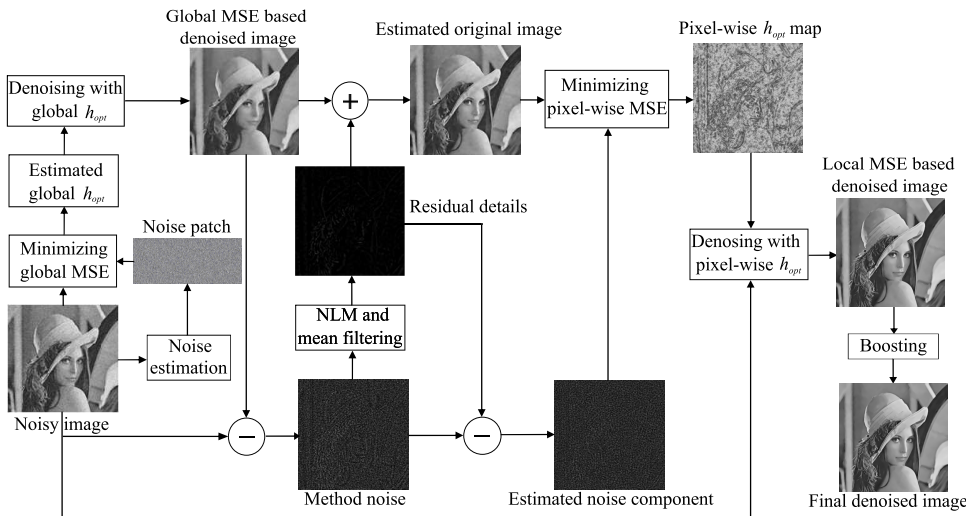 Global MSE based
denoised image
Estimated original image
Pixel-wise h_opt map
Denoising with
global h_opt
+
Minimizing
pixel-wise MSE
Estimated
global h_opt
Local MSE based
denoised image
Residual details
Noise patch
Minimizing
global MSE
Denosing with
pixel-wise h_opt
NLM and
mean filtering
Noise
estimation
Boosting
Noisy image
−
−
Method noise
Estimated noise component
Final denoised image